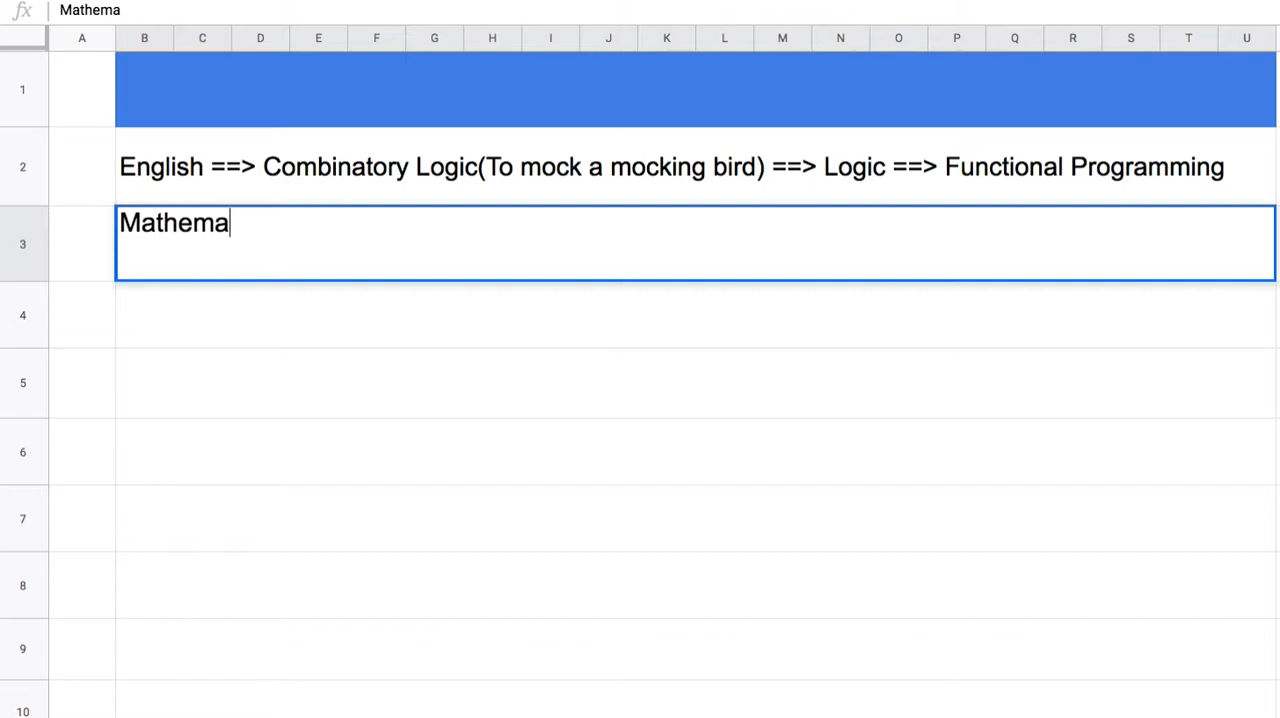 fx Mathema
A B C D E F G H I J K L M N O P Q R S T U
1
2 English ==> Combinatory Logic(To mock a mocking bird) ==> Logic ==> Functional Programming
3 Mathema
4
5
6
7
8
9
10